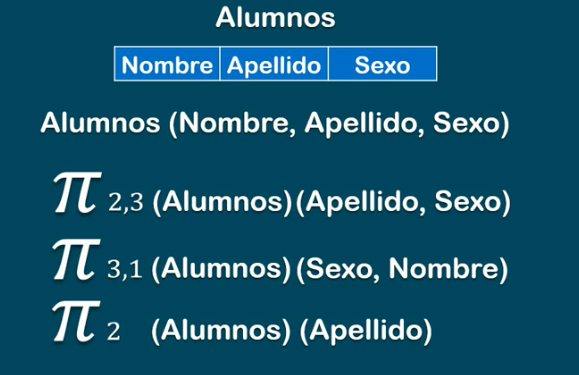 Alumnos
Nombre Apellido Sexo
Alumnos (Nombre, Apellido, Sexo)
π 2,3 (Alumnos)(Apellido, Sexo)
π 3,1 (Alumnos)(Sexo, Nombre)
π 2 (Alumnos) (Apellido)